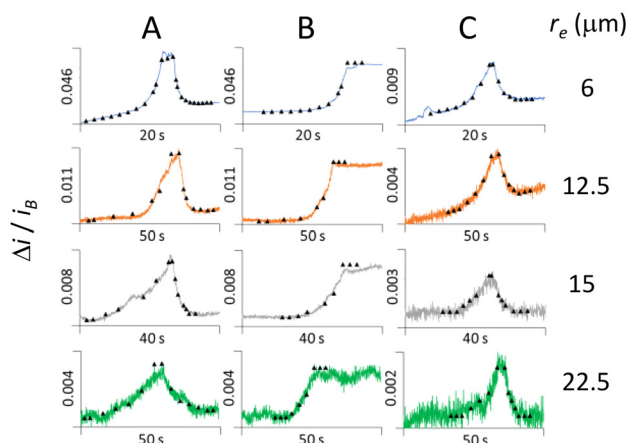 A B C rₑ (μm)
0.046 0.046 0.009 6
20 s 20 s 20 s
0.011 0.011 0.004 12.5
50 s 50 s 50 s
Δi / i_B
0.008 0.008 0.003 15
40 s 40 s 40 s
0.004 0.004 0.002 22.5
50 s 50 s 50 s